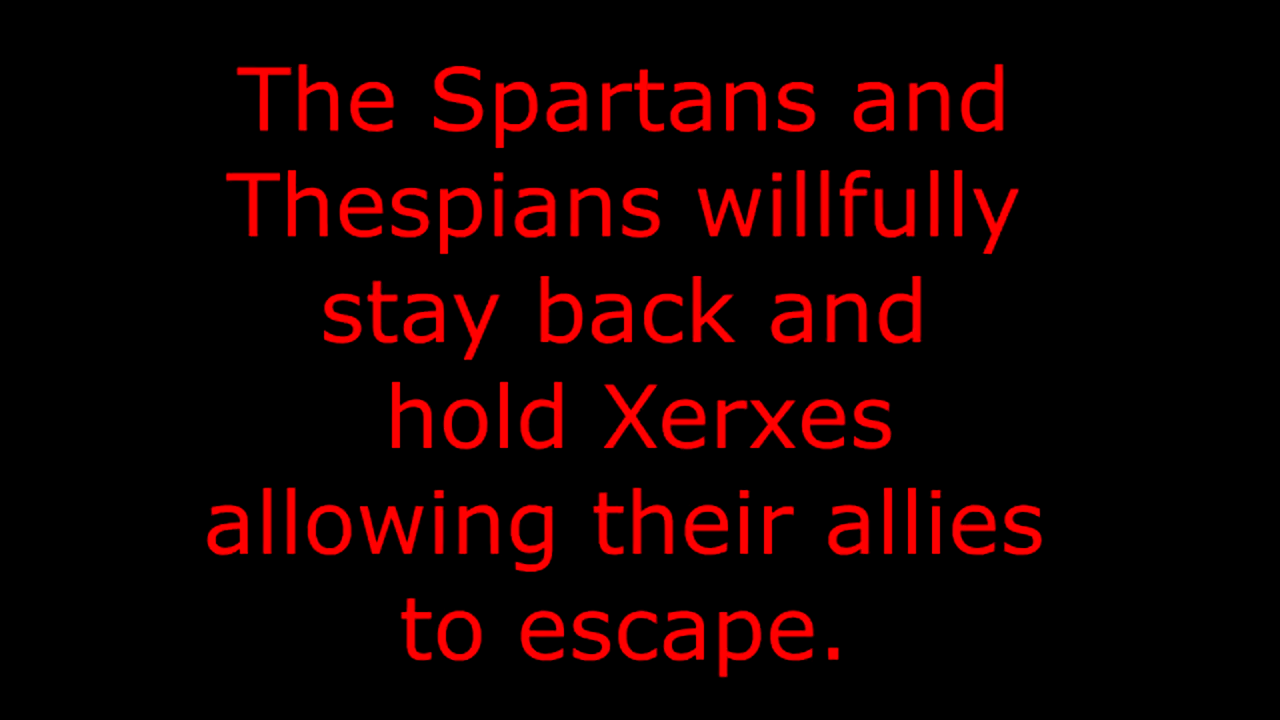 The Spartans and
Thespians willfully
stay back and
hold Xerxes
allowing their allies
to escape.